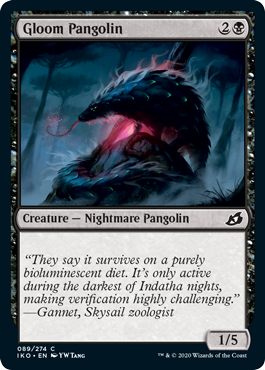 Gloom Pangolin 2
Creature — Nightmare Pangolin
“They say it survives on a purely
bioluminescent diet. It’s only active
during the darkest of Indatha nights,
making verification highly challenging.”
—Gannet, Skysail zoologist
1/5
089/274 C
IKO • EN YW Tang
™ & © 2020 Wizards of the Coast